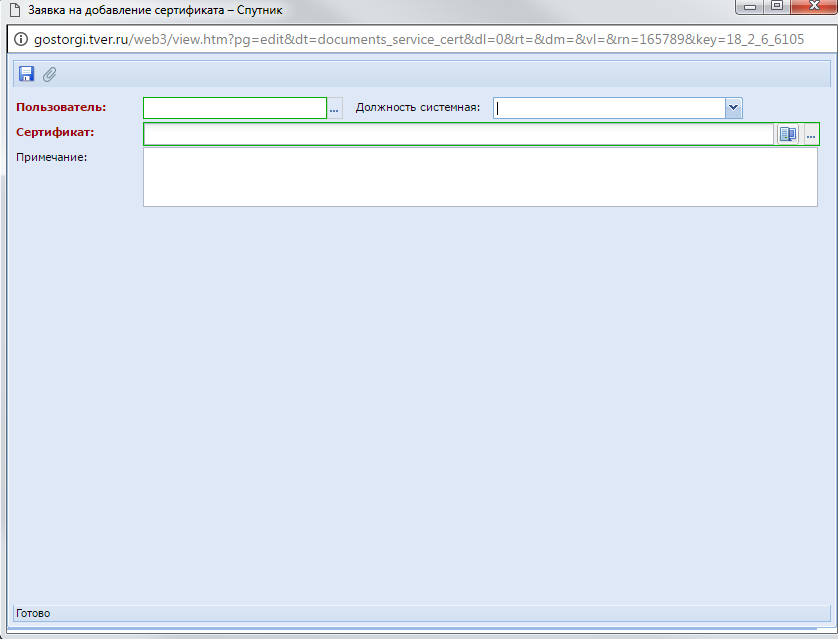 Заявка на добавление сертификата – Спутник
gostorgi.tver.ru/web3/view.htm?pg=edit&dt=documents_service_cert&dl=0&rt=&dm=&vl=&rn=165789&key=18_2_6_6105
Пользователь: ... Должность системная:
Сертификат: ...
Примечание:
Готово